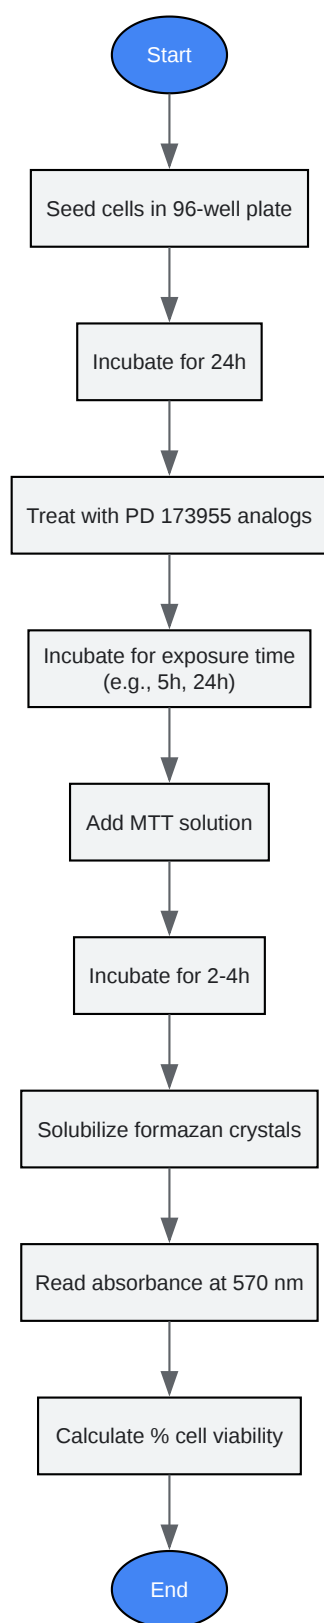 Start
Seed cells in 96-well plate
Incubate for 24h
Treat with PD 173955 analogs
Incubate for exposure time
(e.g., 5h, 24h)
Add MTT solution
Incubate for 2-4h
Solubilize formazan crystals
Read absorbance at 570 nm
Calculate % cell viability
End